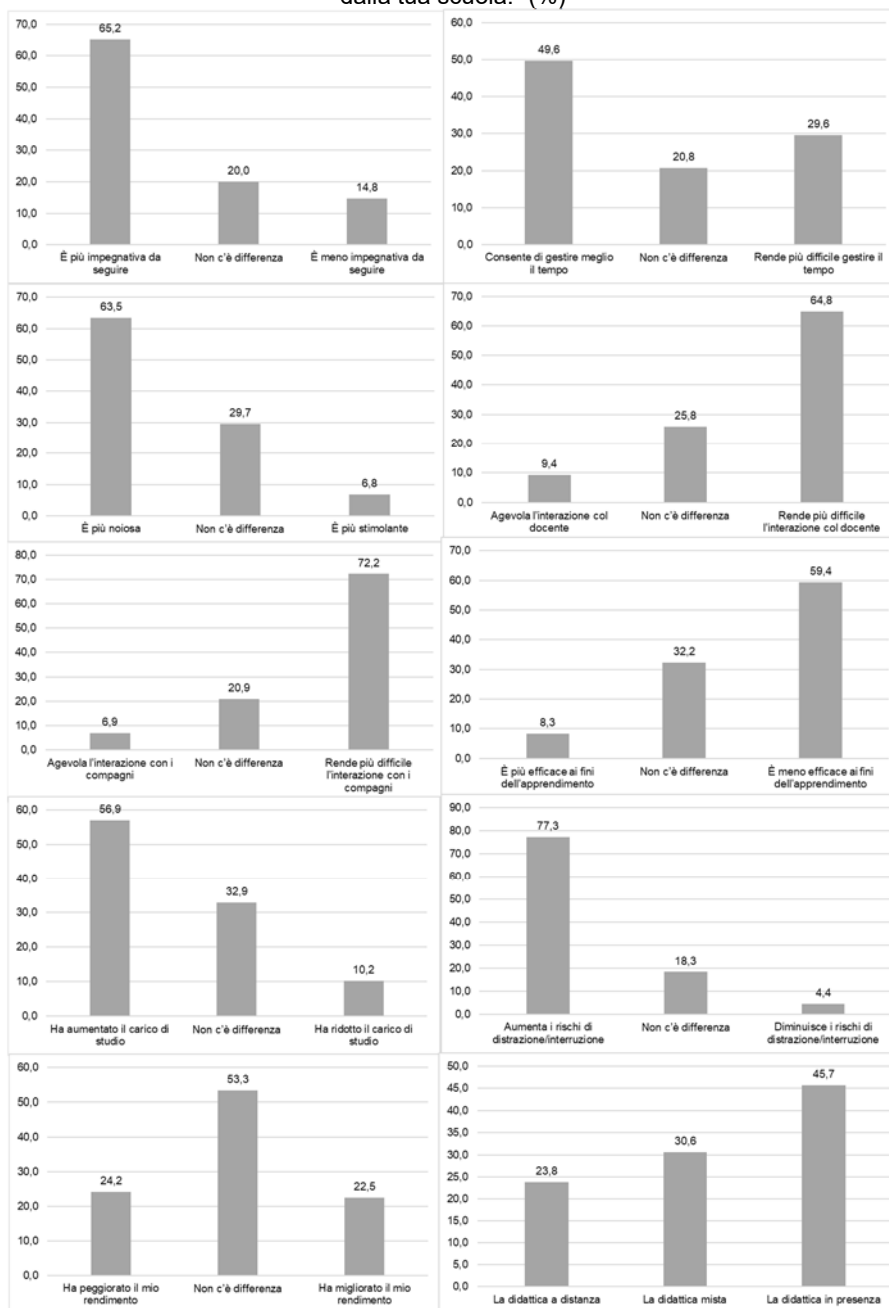 dalla tua scuola." (%)
70,0
60,0
50,0
40,0
30,0
20,0
10,0
0,0
65,2
20,0
14,8
È più impegnativa da
seguire
Non c'è differenza
È meno impegnativa da
seguire
60,0
50,0
40,0
30,0
20,0
10,0
0,0
49,6
20,8
29,6
Consente di gestire meglio
il tempo
Non c'è differenza
Rende più difficile gestire il
tempo
70,0
60,0
50,0
40,0
30,0
20,0
10,0
0,0
63,5
29,7
6,8
È più noiosa
Non c'è differenza
È più stimolante
70,0
60,0
50,0
40,0
30,0
20,0
10,0
0,0
9,4
25,8
64,8
Agevola l'interazione col
docente
Non c'è differenza
Rende più difficile
l'interazione col docente
80,0
70,0
60,0
50,0
40,0
30,0
20,0
10,0
0,0
6,9
20,9
72,2
Agevola l'interazione con i
compagni
Non c'è differenza
Rende più difficile
l'interazione con i
compagni
70,0
60,0
50,0
40,0
30,0
20,0
10,0
0,0
8,3
32,2
59,4
È più efficace ai fini
dell'apprendimento
Non c'è differenza
È meno efficace ai fini
dell'apprendimento
60,0
50,0
40,0
30,0
20,0
10,0
0,0
56,9
32,9
10,2
Ha aumentato il carico di
studio
Non c'è differenza
Ha ridotto il carico di
studio
90,0
80,0
70,0
60,0
50,0
40,0
30,0
20,0
10,0
0,0
77,3
18,3
4,4
Aumenta i rischi di
distrazione/interruzione
Non c'è differenza
Diminuisce i rischi di
distrazione/interruzione
60,0
50,0
40,0
30,0
20,0
10,0
0,0
24,2
53,3
22,5
Ha peggiorato il mio
rendimento
Non c'è differenza
Ha migliorato il mio
rendimento
50,0
45,0
40,0
35,0
30,0
25,0
20,0
15,0
10,0
5,0
0,0
23,8
30,6
45,7
La didattica a distanza
La didattica mista
La didattica in presenza